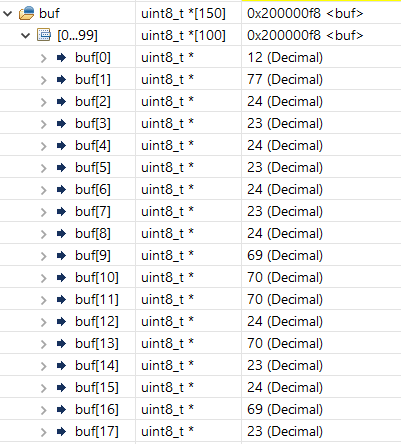 buf uint8_t *[150] 0x200000f8 <buf>
[0...99] uint8_t *[100] 0x200000f8 <buf>
buf[0] uint8_t * 12 (Decimal)
buf[1] uint8_t * 77 (Decimal)
buf[2] uint8_t * 24 (Decimal)
buf[3] uint8_t * 23 (Decimal)
buf[4] uint8_t * 24 (Decimal)
buf[5] uint8_t * 23 (Decimal)
buf[6] uint8_t * 24 (Decimal)
buf[7] uint8_t * 23 (Decimal)
buf[8] uint8_t * 24 (Decimal)
buf[9] uint8_t * 69 (Decimal)
buf[10] uint8_t * 70 (Decimal)
buf[11] uint8_t * 70 (Decimal)
buf[12] uint8_t * 24 (Decimal)
buf[13] uint8_t * 70 (Decimal)
buf[14] uint8_t * 23 (Decimal)
buf[15] uint8_t * 24 (Decimal)
buf[16] uint8_t * 69 (Decimal)
buf[17] uint8_t * 23 (Decimal)